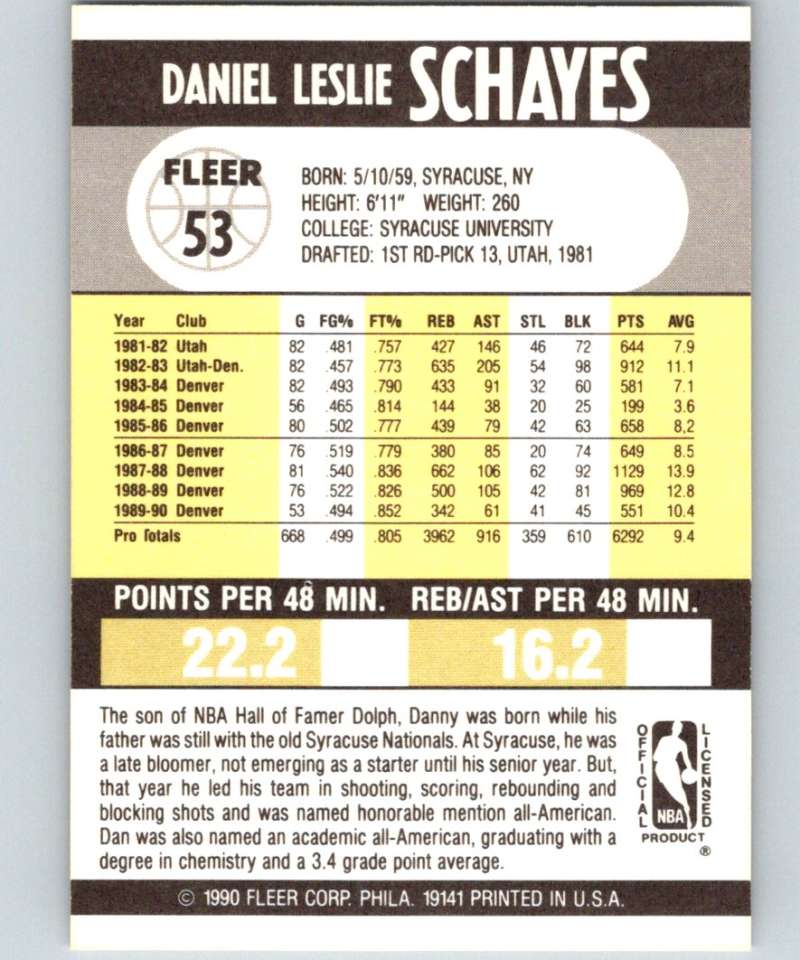 DANIEL LESLIE SCHAYES
FLEER
53
BORN: 5/10/59, SYRACUSE, NY
HEIGHT: 6'11" WEIGHT: 260
COLLEGE: SYRACUSE UNIVERSITY
DRAFTED: 1ST RD-PICK 13, UTAH, 1981
Year Club G FG% FT% REB AST STL BLK PTS AVG
1981-82 Utah 82 .481 .757 427 146 46 72 644 7.9
1982-83 Utah-Den. 82 .457 .773 635 205 54 98 912 11.1
1983-84 Denver 82 .493 .790 433 91 32 60 581 7.1
1984-85 Denver 56 .465 .814 144 38 20 25 199 3.6
1985-86 Denver 80 .502 .777 439 79 42 63 658 8.2
1986-87 Denver 76 .519 .779 380 85 20 74 649 8.5
1987-88 Denver 81 .540 .836 662 106 62 92 1129 13.9
1988-89 Denver 76 .522 .826 500 105 42 81 969 12.8
1989-90 Denver 53 .494 .852 342 61 41 45 551 10.4
Pro Totals 668 .499 .805 3962 916 359 610 6292 9.4
POINTS PER 48 MIN. REB/AST PER 48 MIN.
22.2 16.2
The son of NBA Hall of Famer Dolph, Danny was born while his
father was still with the old Syracuse Nationals. At Syracuse, he was
a late bloomer, not emerging as a starter until his senior year. But,
that year he led his team in shooting, scoring, rebounding and
blocking shots and was named honorable mention all-American.
Dan was also named an academic all-American, graduating with a
degree in chemistry and a 3.4 grade point average.
OFFICIAL
LICENSED
NBA
PRODUCT
®
© 1990 FLEER CORP. PHILA. 19141 PRINTED IN U.S.A.